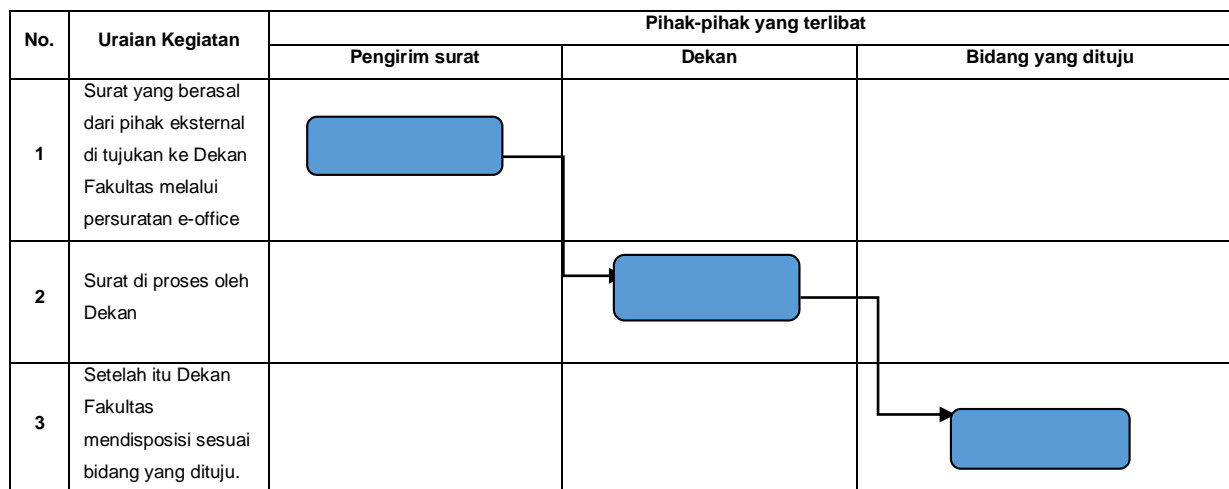 No.
Uraian Kegiatan
Pihak-pihak yang terlibat
Pengirim surat
Dekan
Bidang yang dituju
1
Surat yang berasal
dari pihak eksternal
di tujukan ke Dekan
Fakultas melalui
persuratan e-office
2
Surat di proses oleh
Dekan
3
Setelah itu Dekan
Fakultas
mendisposisi sesuai
bidang yang dituju.